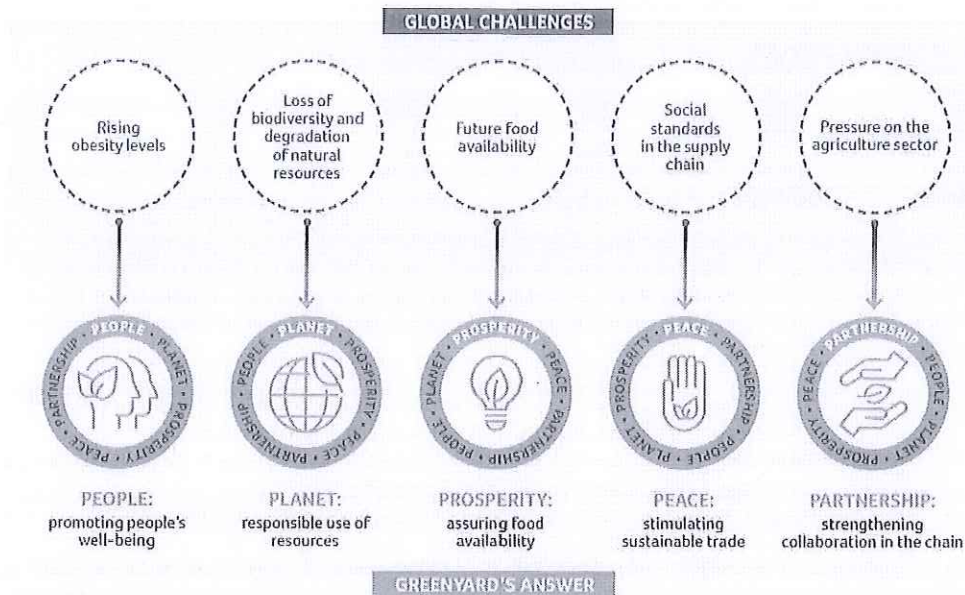 GLOBAL CHALLENGES
Rising
obesity levels
Loss of
biodiversity and
degradation
of natural
resources
Future food
availability
Social
standards
in the supply
chain
Pressure on the
agriculture sector
PEOPLE • PLANET • PROSPERITY • PEACE • PARTNERSHIP •
PLANET • PROSPERITY • PEACE • PARTNERSHIP • PEOPLE •
PROSPERITY • PEACE • PARTNERSHIP • PEOPLE • PLANET •
PEACE • PARTNERSHIP • PEOPLE • PLANET • PROSPERITY •
PARTNERSHIP • PEOPLE • PLANET • PROSPERITY • PEACE •
PEOPLE:
promoting people's
well-being
PLANET:
responsible use of
resources
PROSPERITY:
assuring food
availability
PEACE:
stimulating
sustainable trade
PARTNERSHIP:
strengthening
collaboration in the chain
GREENYARD'S ANSWER